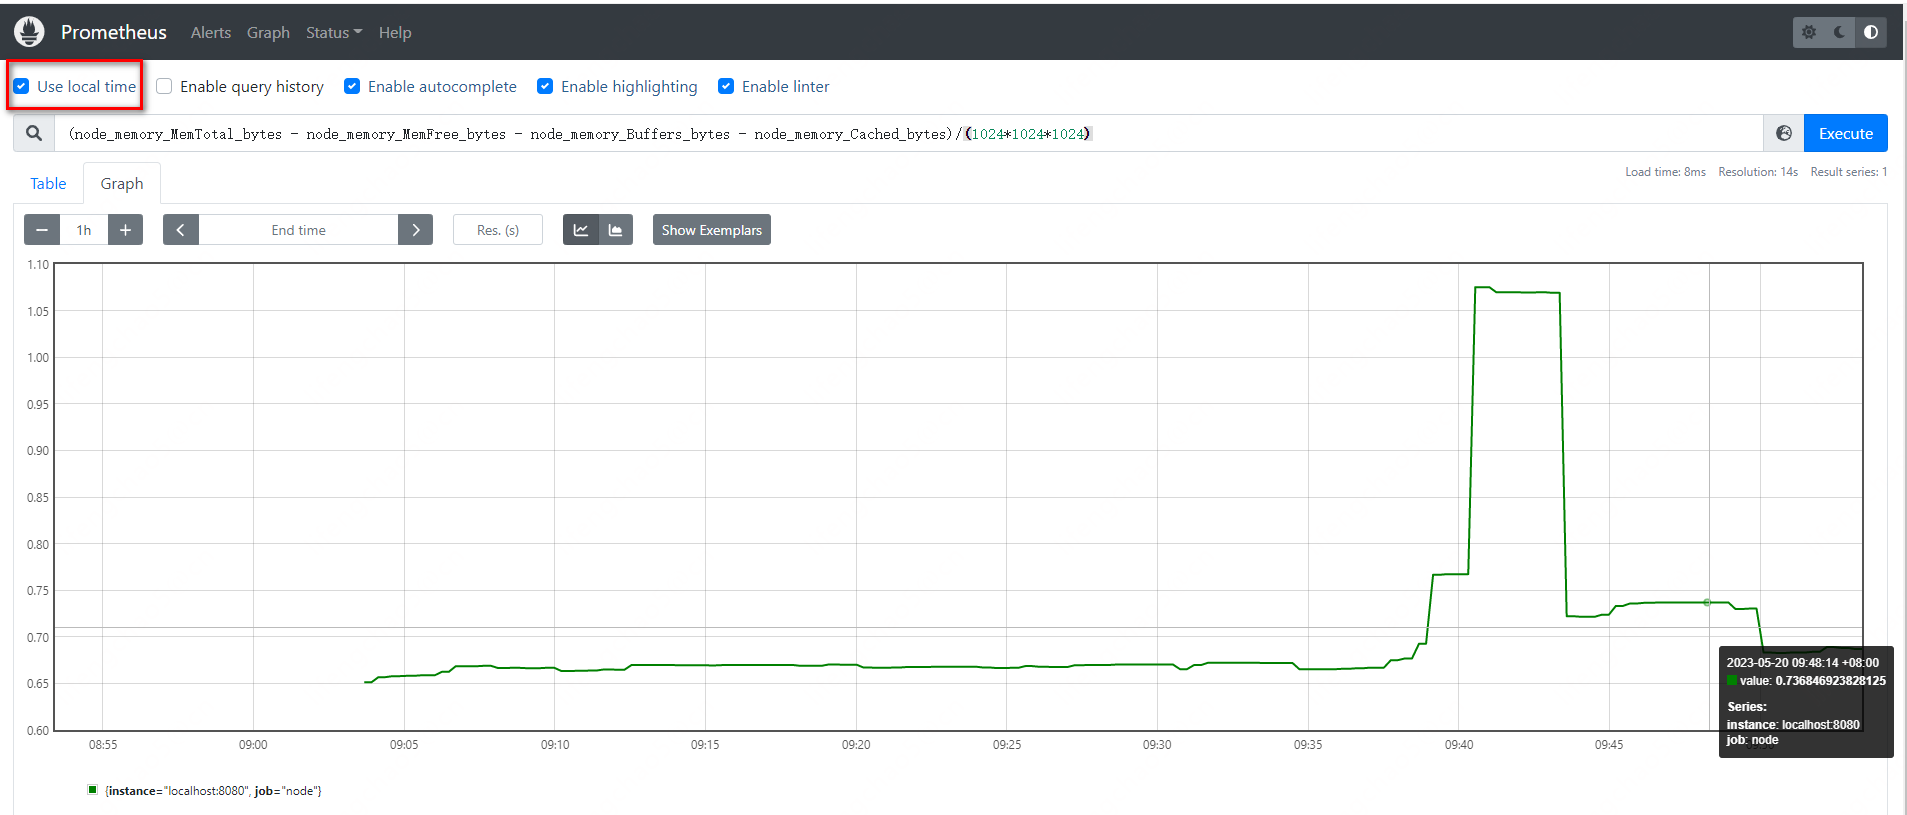 Prometheus Alerts Graph Status Help
Use local time Enable query history Enable autocomplete Enable highlighting Enable linter
(node_memory_MemTotal_bytes - node_memory_MemFree_bytes - node_memory_Buffers_bytes - node_memory_Cached_bytes)/(1024*1024*1024) Execute
Load time: 8ms Resolution: 14s Result series: 1
Table Graph
1h End time Res. (s) Show Exemplars
1.10
1.05
1.00
0.95
0.90
0.85
0.80
0.75
0.70
0.65
0.60
2023-05-20 09:48:14 +08:00
value: 0.736846923828125
Series:
instance: localhost:8080
job: node
08:55 09:00 09:05 09:10 09:15 09:20 09:25 09:30 09:35 09:40 09:45
{instance="localhost:8080", job="node"}